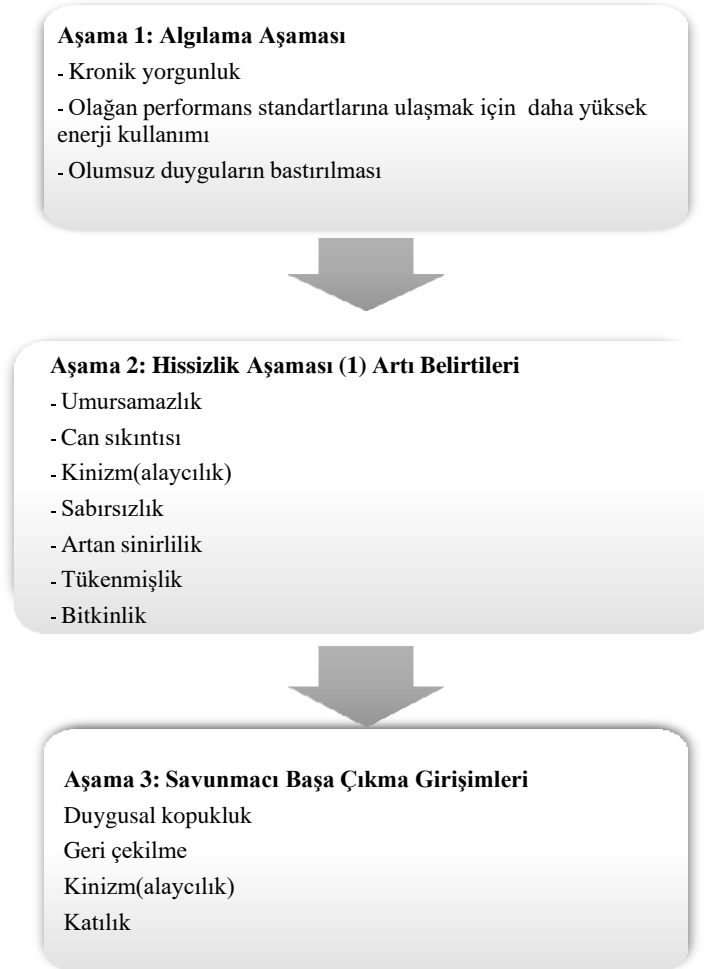 Aşama 1: Algılama Aşaması
- Kronik yorgunluk
- Olağan performans standartlarına ulaşmak için daha yüksek
enerji kullanımı
- Olumsuz duyguların bastırılması
Aşama 2: Hissizlik Aşaması (1) Artı Belirtileri
- Umursamazlık
- Can sıkıntısı
- Kinizm(alaycılık)
- Sabırsızlık
- Artan sinirlilik
- Tükenmişlik
- Bitkinlik
Aşama 3: Savunmacı Başa Çıkma Girişimleri
Duygusal kopukluk
Geri çekilme
Kinizm(alaycılık)
Katılık